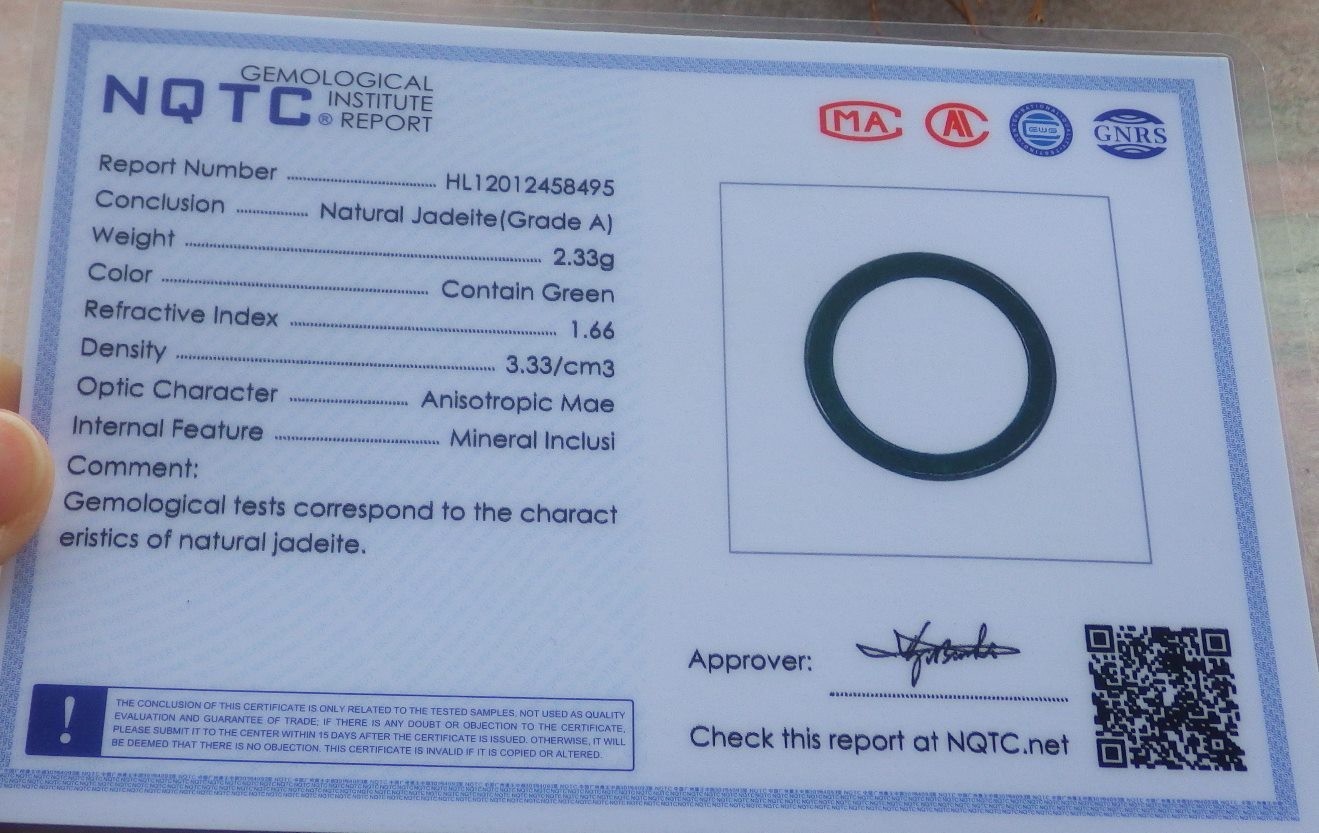 NQTC® GEMOLOGICAL
INSTITUTE
REPORT
MA
GNRS
Report Number HL12012458495
Conclusion Natural Jadeite(Grade A)
Weight 2.33g
Color Contain Green
Refractive Index 1.66
Density 3.33/cm3
Optic Character Anisotropic Mae
Internal Feature Mineral Inclusi
Comment:
Gemological tests correspond to the charact
eristics of natural jadeite.
Approver:
Check this report at NQTC.net
!
THE CONCLUSION OF THIS CERTIFICATE IS ONLY RELATED TO THE TESTED SAMPLES, NOT USED AS QUALITY
EVALUATION AND GUARANTEE OF TRADE; IF THERE IS ANY DOUBT OR OBJECTION TO THE CERTIFICATE,
PLEASE SUBMIT IT TO THE CENTER WITHIN 15 DAYS AFTER THE CERTIFICATE IS ISSUED. OTHERWISE, IT WILL
BE DEEMED THAT THERE IS NO OBJECTION. THIS CERTIFICATE IS INVALID IF IT IS COPIED OR ALTERED.